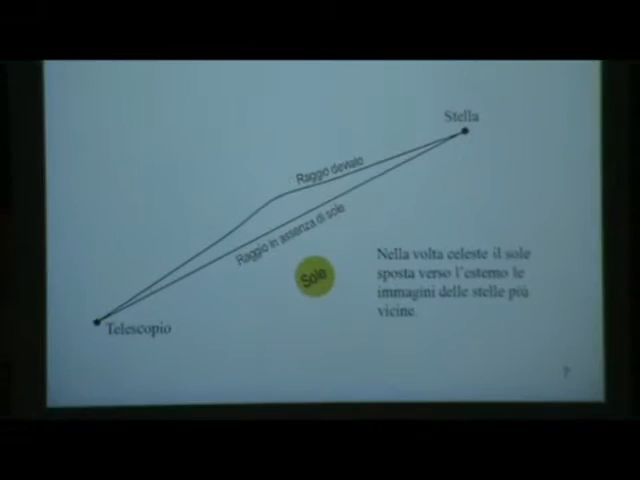 Stella
Raggio deviato
Raggio in assenza di sole
Nella volta celeste il sole
sposta verso l'esterno le
immagini delle stelle più
vicine.
Sole
Telescopio
?